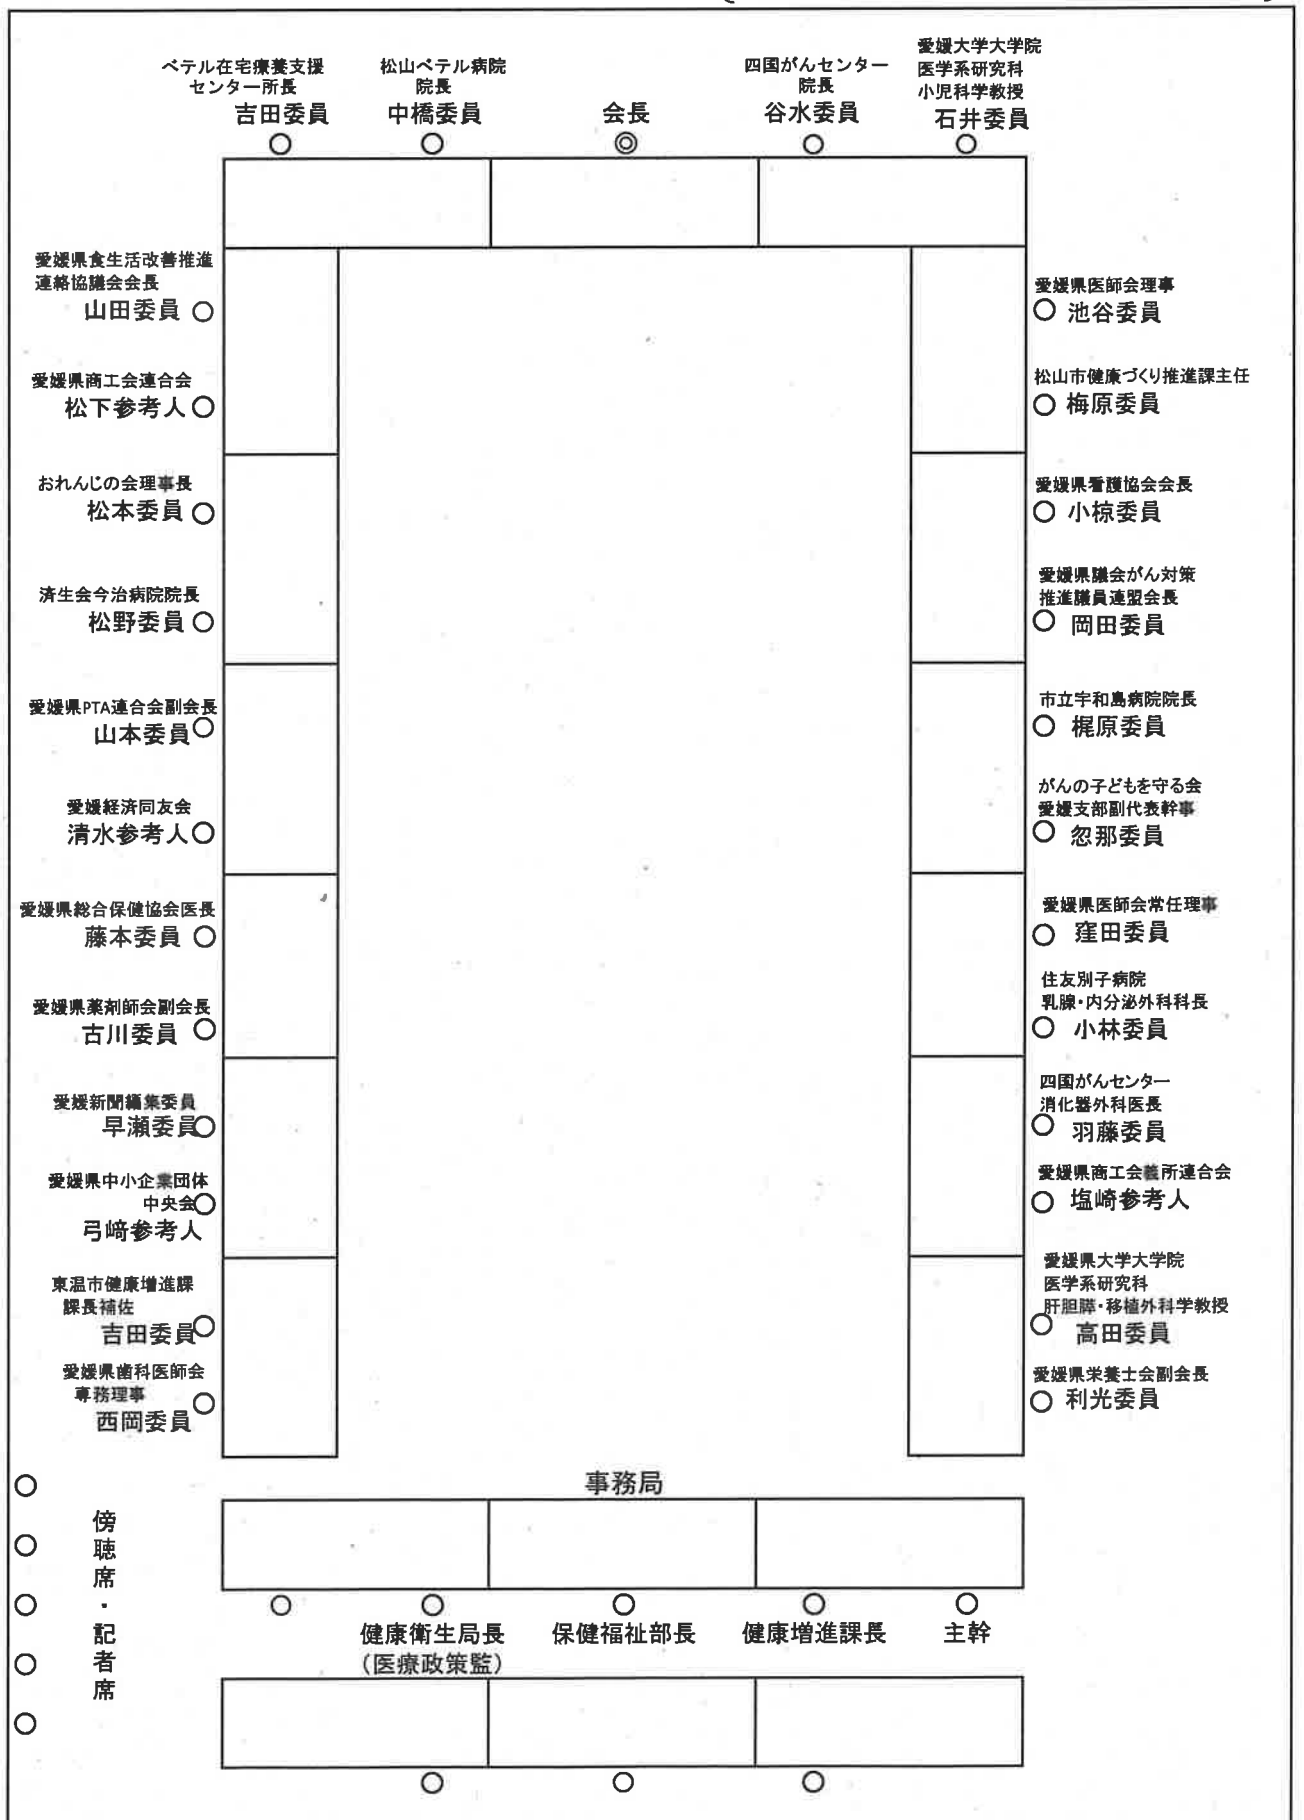 ベテル在宅療養支援
センター所長
吉田委員
○
松山ベテル病院
院長
中橋委員
○
会長
◎
四国がんセンター
院長
谷水委員
○
愛媛大学大学院
医学系研究科
小児科学教授
石井委員
○
愛媛県食生活改善推進
連絡協議会会長
山田委員 ○
愛媛県商工会連合会
松下参考人 ○
おれんじの会理事長
松本委員 ○
済生会今治病院院長
松野委員 ○
愛媛県PTA連合会副会長
山本委員 ○
愛媛経済同友会
清水参考人 ○
愛媛県総合保健協会医長
藤本委員 ○
愛媛県薬剤師会副会長
古川委員 ○
愛媛新聞編集委員
早瀬委員 ○
愛媛県中小企業団体
中央会 ○
弓﨑参考人
東温市健康増進課
課長補佐
吉田委員 ○
愛媛県歯科医師会
専務理事
西岡委員 ○
愛媛県医師会理事
○ 池谷委員
松山市健康づくり推進課主任
○ 梅原委員
愛媛県看護協会会長
○ 小椋委員
愛媛県議会がん対策
推進議員連盟会長
○ 岡田委員
市立宇和島病院院長
○ 梶原委員
がんの子どもを守る会
愛媛支部副代表幹事
○ 忽那委員
愛媛県医師会常任理事
○ 窪田委員
住友別子病院
乳腺・内分泌外科科長
○ 小林委員
四国がんセンター
消化器外科医長
○ 羽藤委員
愛媛県商工会議所連合会
○ 塩崎参考人
愛媛県大学大学院
医学系研究科
肝胆膵・移植外科学教授
○ 高田委員
愛媛県栄養士会副会長
○ 利光委員
事務局
○ ○ ○ ○ ○
健康衛生局長
(医療政策監)
保健福祉部長
健康増進課長
主幹
○ ○ ○
傍聴席・記者席
○
○
○
○
○